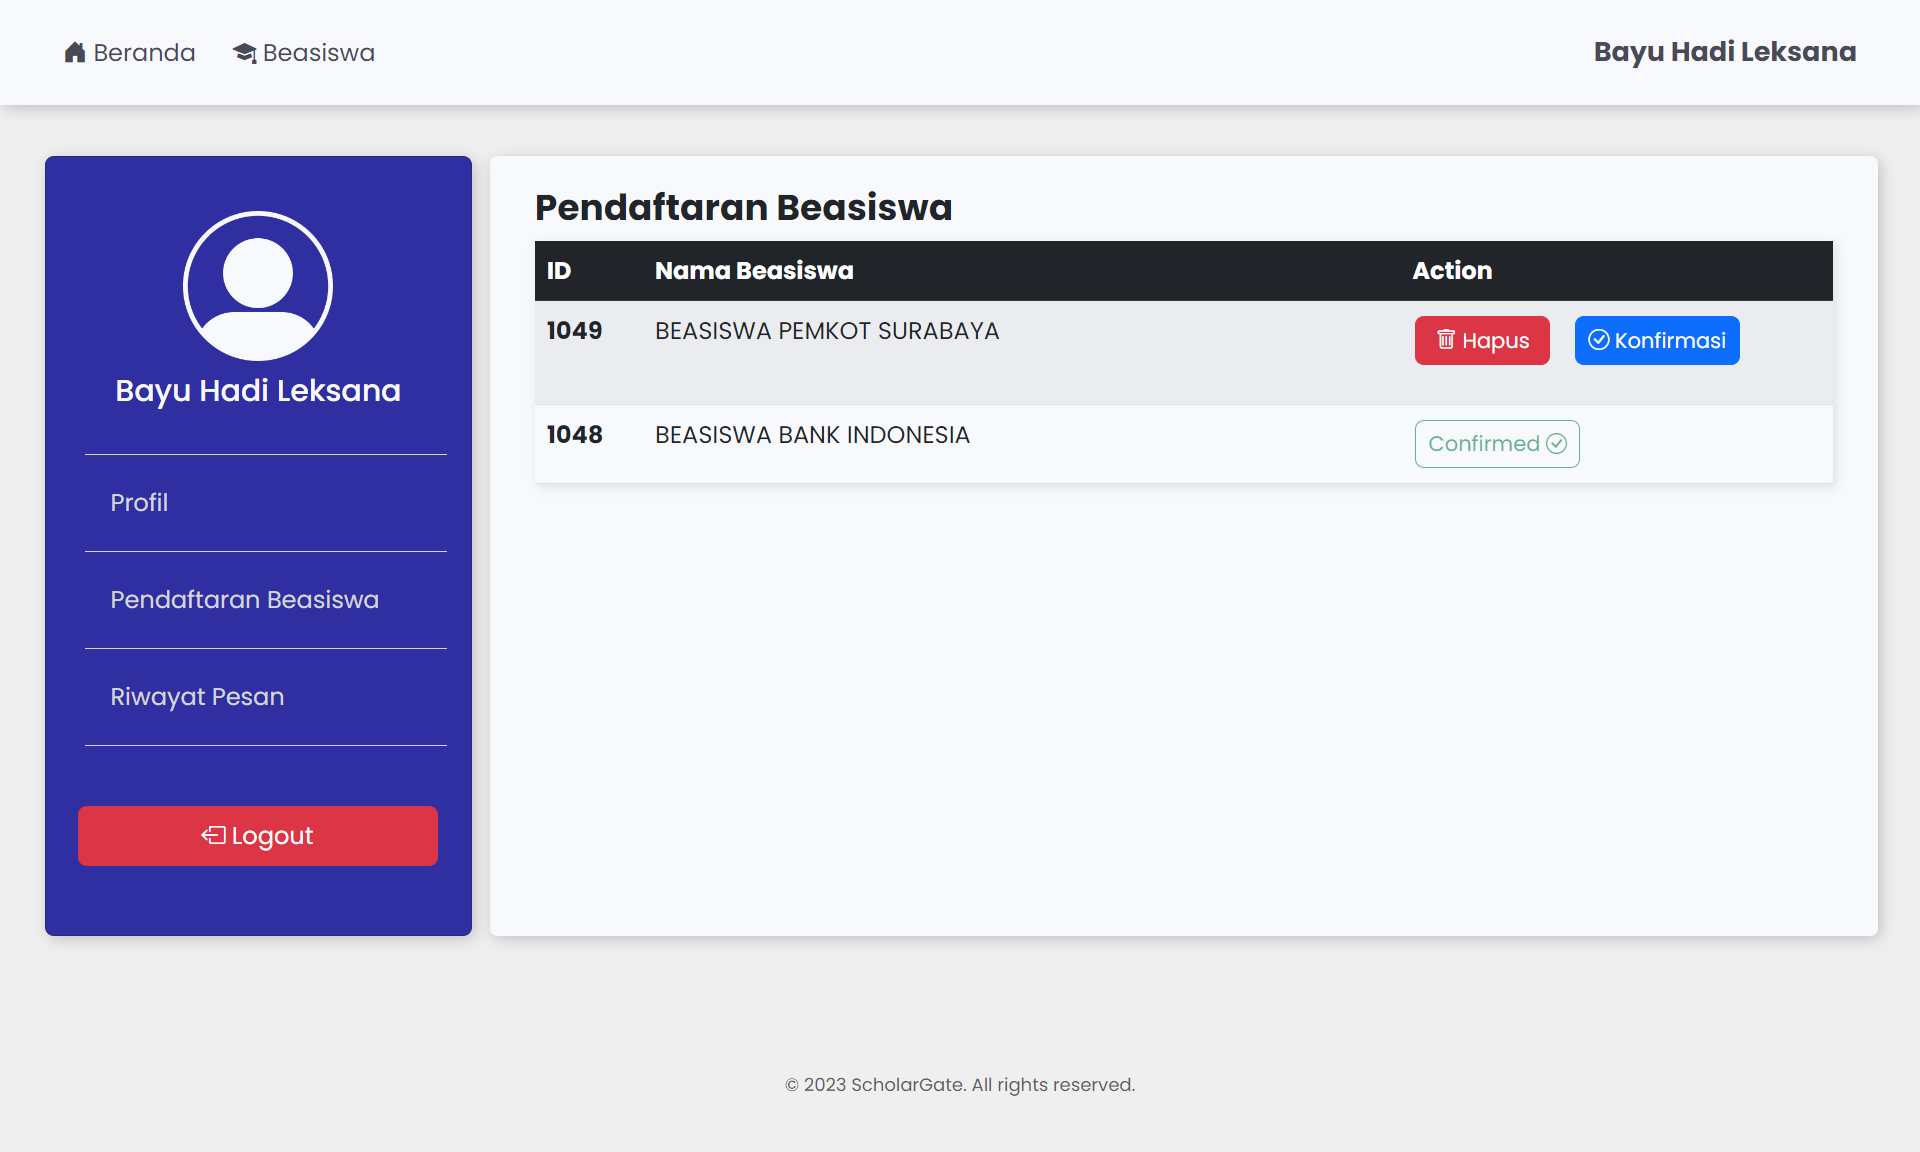 Beranda Beasiswa Bayu Hadi Leksana
Bayu Hadi Leksana
Profil
Pendaftaran Beasiswa
Riwayat Pesan
Logout
Pendaftaran Beasiswa
ID Nama Beasiswa Action
1049 BEASISWA PEMKOT SURABAYA Hapus Konfirmasi
1048 BEASISWA BANK INDONESIA Confirmed
© 2023 ScholarGate. All rights reserved.